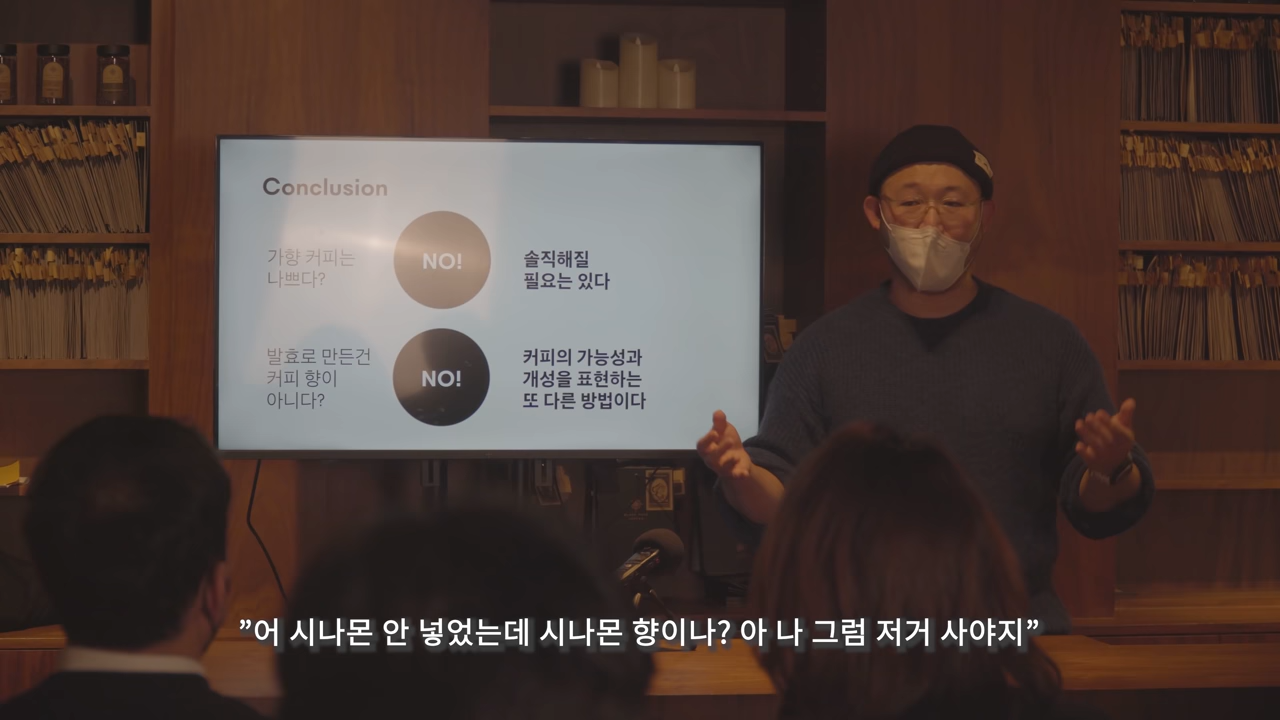 Conclusion
가향 커피는
나쁘다?
NO!
솔직해질
필요는 있다
발효로 만든건
커피 향이
아니다?
NO!
커피의 가능성과
개성을 표현하는
또 다른 방법이다
”어 시나몬 안 넣었는데 시나몬 향이나? 아 나 그럼 저거 사야지”